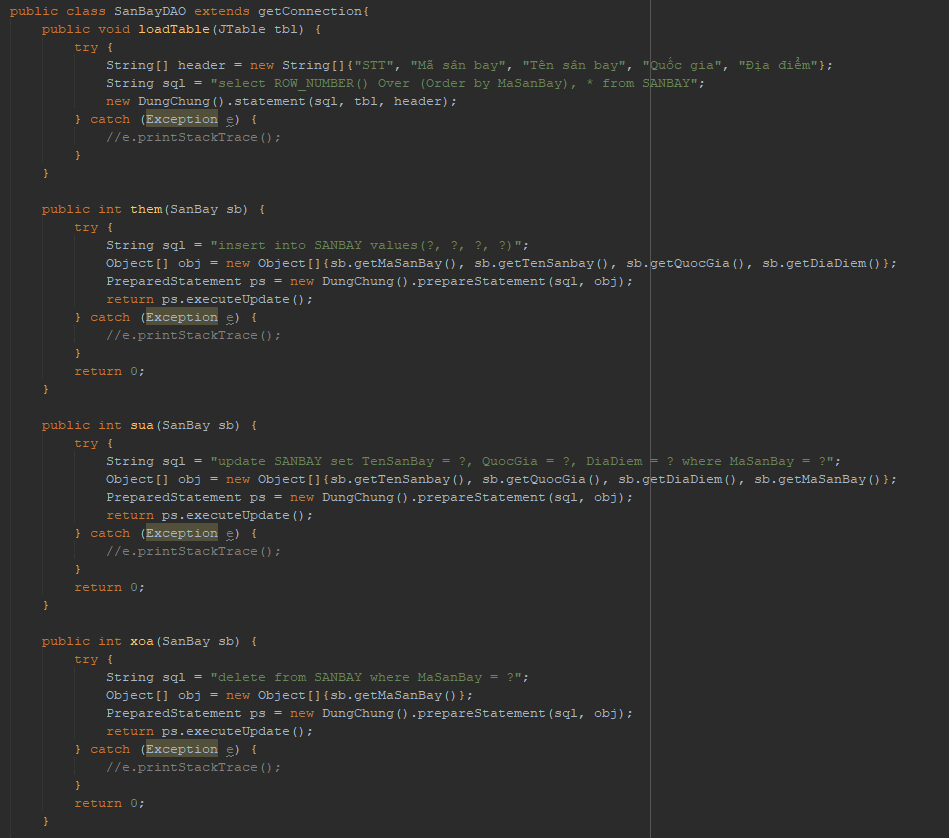 public class SanBayDAO extends getConnection{
    public void loadTable(JTable tbl) {
        try {
            String[] header = new String[]{"STT", "Mã sân bay", "Tên sân bay", "Quốc gia", "Địa điểm"};
            String sql = "select ROW_NUMBER() Over (Order by MaSanBay), * from SANBAY";
            new DungChung().statement(sql, tbl, header);
        } catch (Exception e) {
            //e.printStackTrace();
        }
    }

    public int them(SanBay sb) {
        try {
            String sql = "insert into SANBAY values(?, ?, ?, ?)";
            Object[] obj = new Object[]{sb.getMaSanBay(), sb.getTenSanbay(), sb.getQuocGia(), sb.getDiaDiem()};
            PreparedStatement ps = new DungChung().prepareStatement(sql, obj);
            return ps.executeUpdate();
        } catch (Exception e) {
            //e.printStackTrace();
        }
        return 0;
    }

    public int sua(SanBay sb) {
        try {
            String sql = "update SANBAY set TenSanBay = ?, QuocGia = ?, DiaDiem = ? where MaSanBay = ?";
            Object[] obj = new Object[]{sb.getTenSanbay(), sb.getQuocGia(), sb.getDiaDiem(), sb.getMaSanBay()};
            PreparedStatement ps = new DungChung().prepareStatement(sql, obj);
            return ps.executeUpdate();
        } catch (Exception e) {
            //e.printStackTrace();
        }
        return 0;
    }

    public int xoa(SanBay sb) {
        try {
            String sql = "delete from SANBAY where MaSanBay = ?";
            Object[] obj = new Object[]{sb.getMaSanBay()};
            PreparedStatement ps = new DungChung().prepareStatement(sql, obj);
            return ps.executeUpdate();
        } catch (Exception e) {
            //e.printStackTrace();
        }
        return 0;
    }